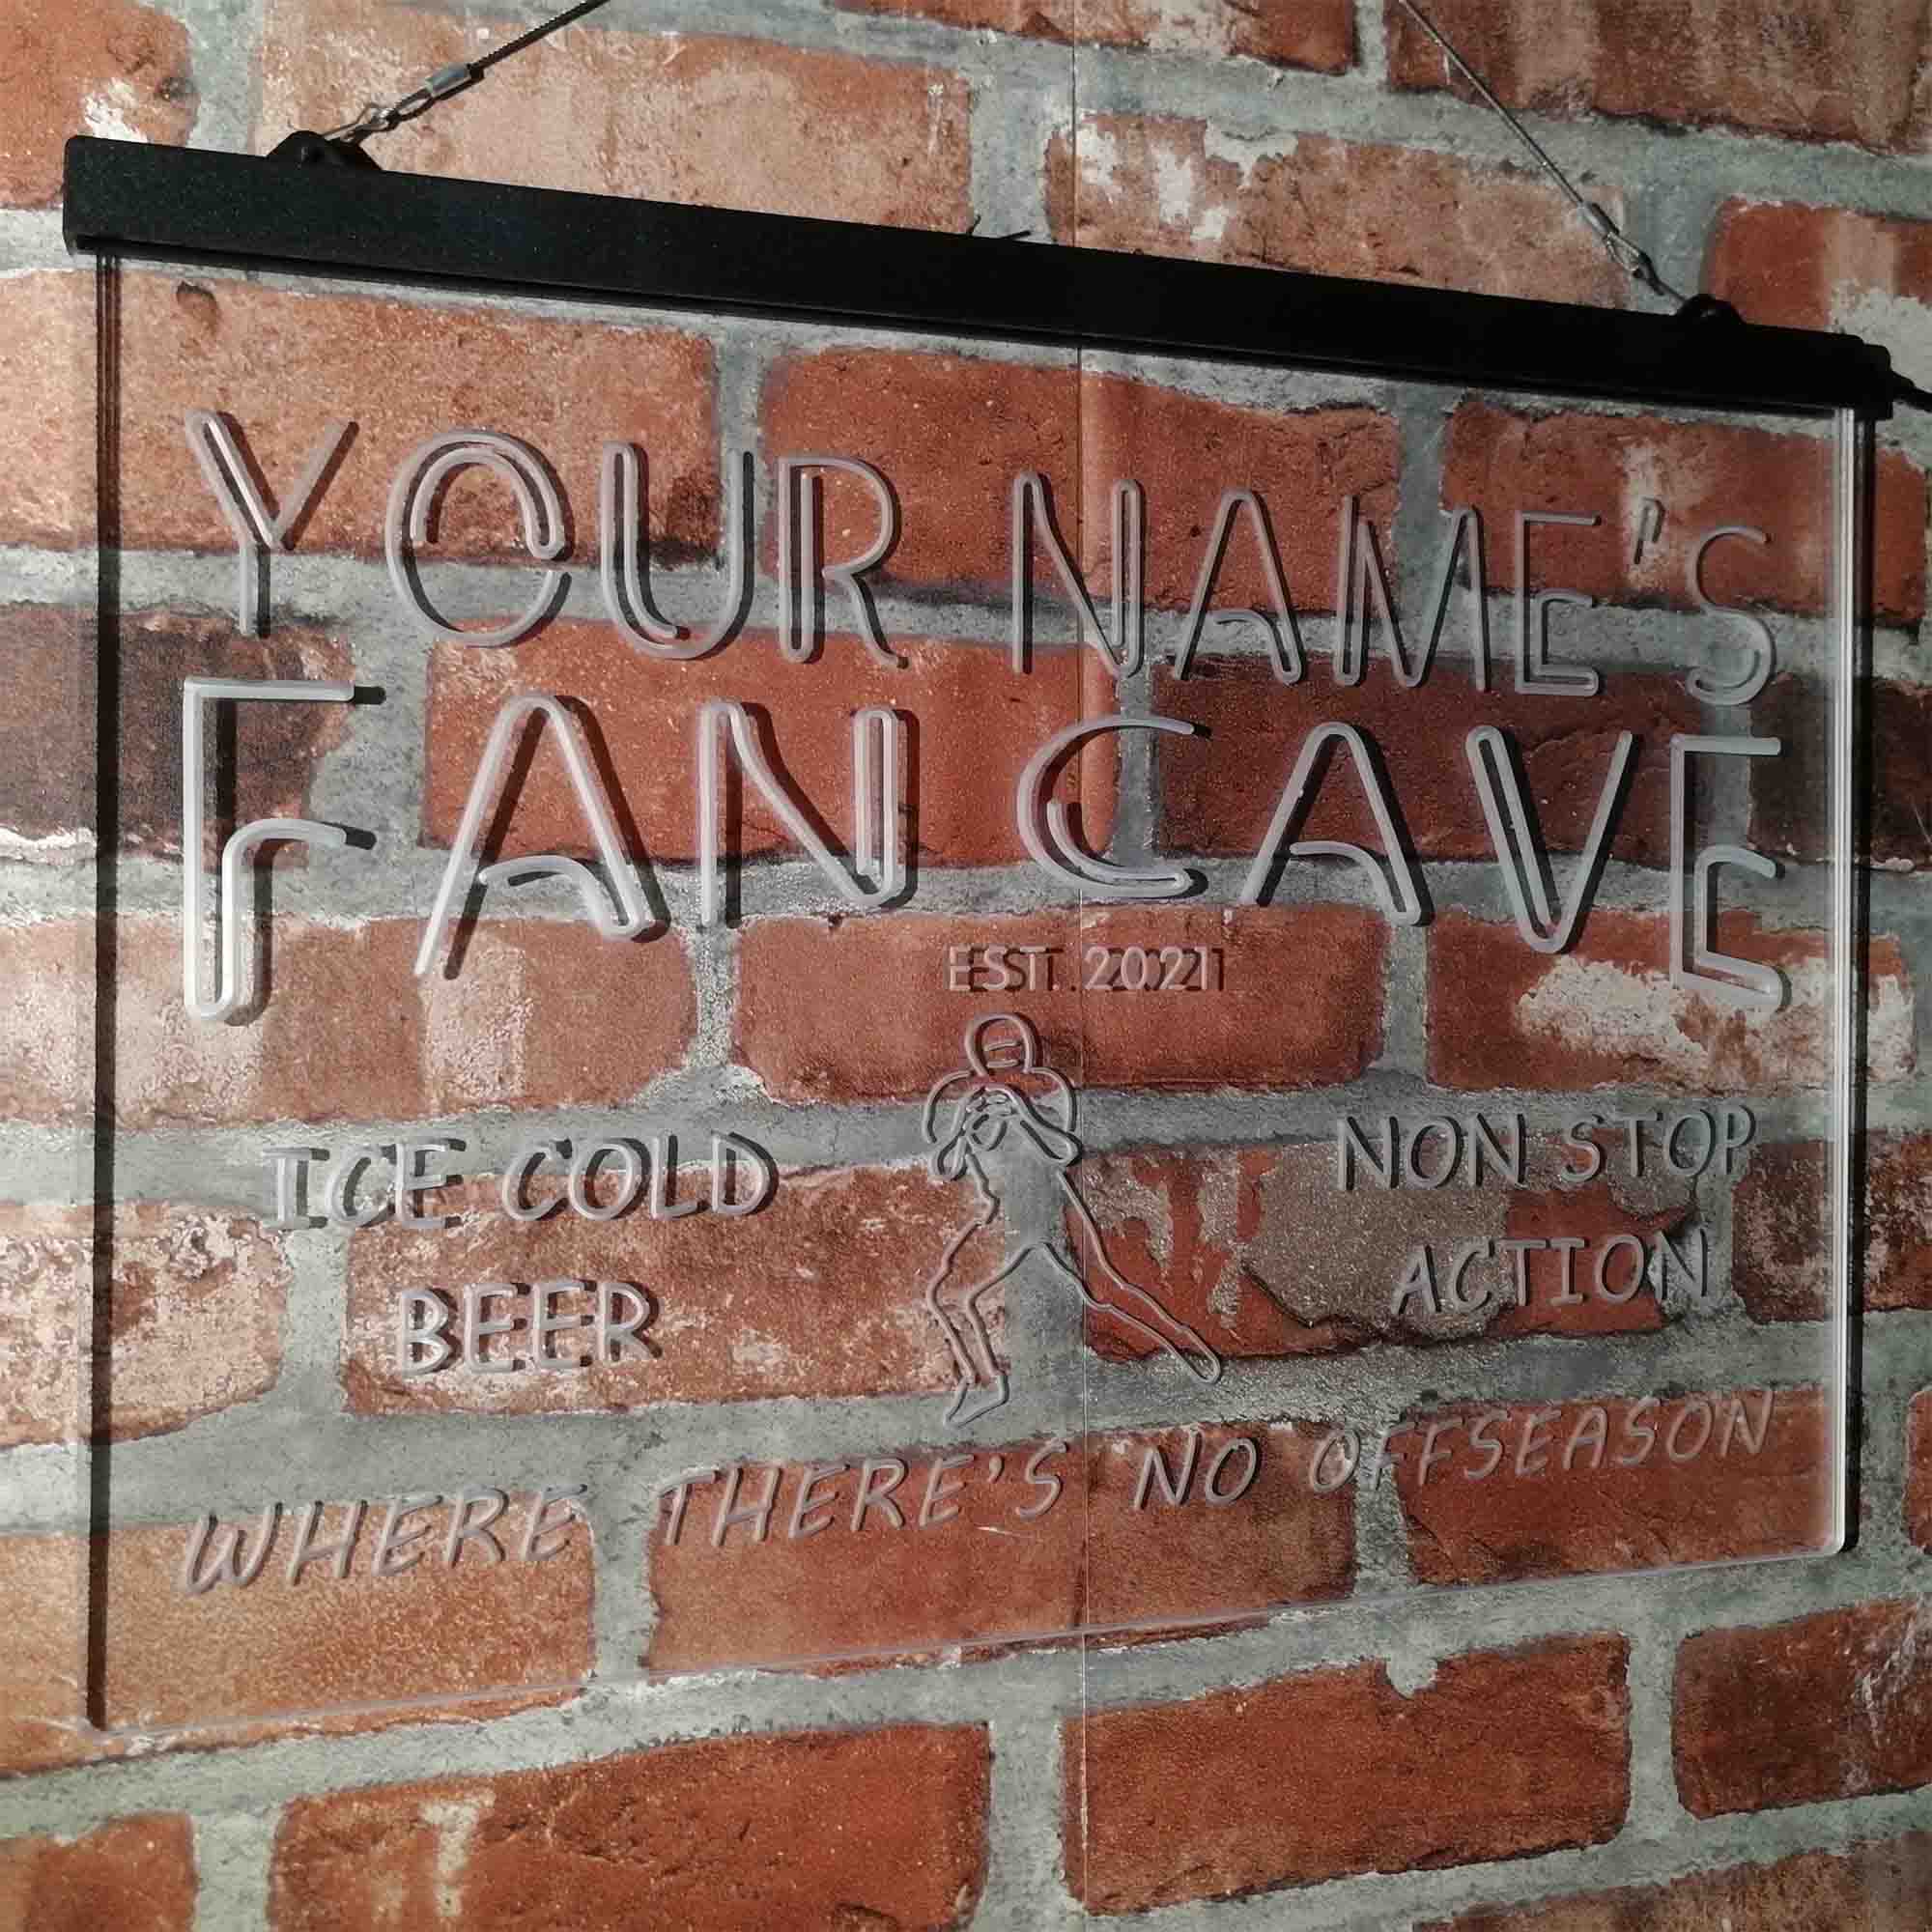 YOUR NAME'S
FAN CAVE
EST. 2021
ICE COLD
BEER
NON STOP
ACTION
WHERE THERE'S NO OFFSEASON